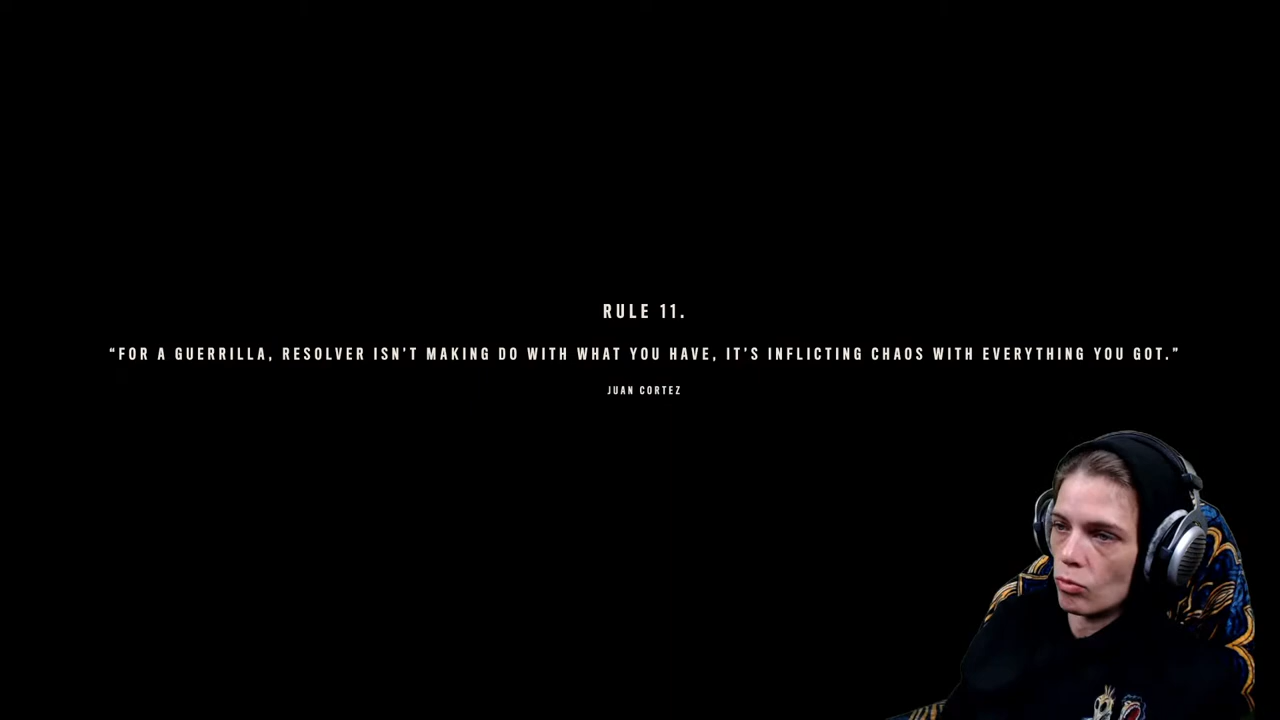 RULE 11.
“FOR A GUERRILLA, RESOLVER ISN’T MAKING DO WITH WHAT YOU HAVE, IT’S INFLICTING CHAOS WITH EVERYTHING YOU GOT.”
JUAN CORTEZ